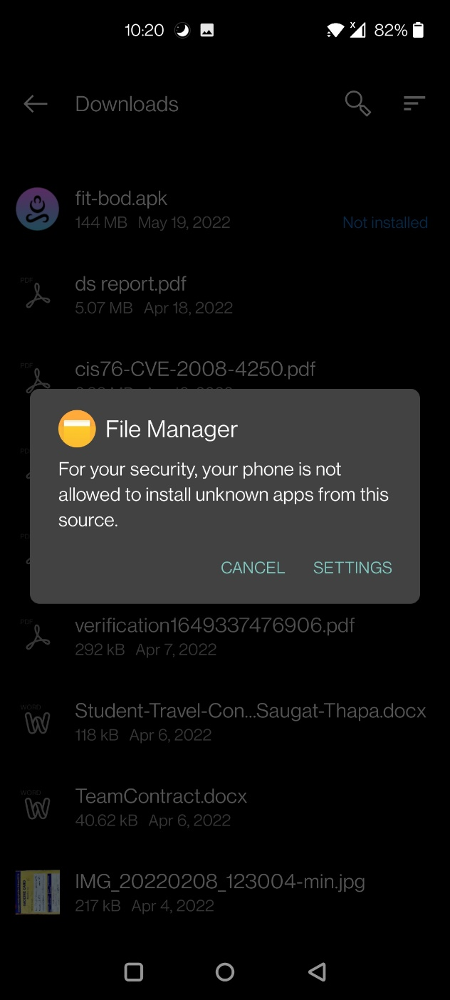 10:20
X
82%
Downloads
fit-bod.apk
144 MB May 19, 2022
Not installed
PDF
ds report.pdf
5.07 MB Apr 18, 2022
PDF
cis76-CVE-2008-4250.pdf
File Manager
For your security, your phone is not
allowed to install unknown apps from this
source.
CANCEL SETTINGS
PDF
verification1649337476906.pdf
292 kB Apr 7, 2022
WORD
Student-Travel-Con...Saugat-Thapa.docx
118 kB Apr 6, 2022
WORD
TeamContract.docx
40.62 kB Apr 6, 2022
IMG_20220208_123004-min.jpg
217 kB Apr 4, 2022